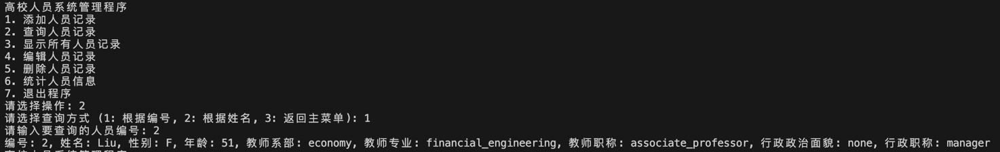 高校人员系统管理程序
1. 添加人员记录
2. 查询人员记录
3. 显示所有人员记录
4. 编辑人员记录
5. 删除人员记录
6. 统计人员信息
7. 退出程序
请选择操作: 2
请选择查询方式 (1: 根据编号, 2: 根据姓名, 3: 返回主菜单): 1
请输入要查询的人员编号: 2
编号: 2, 姓名: Liu, 性别: F, 年龄: 51, 教师系部: economy, 教师专业: financial_engineering, 教师职称: associate_professor, 行政政治面貌: none, 行政职称: manager